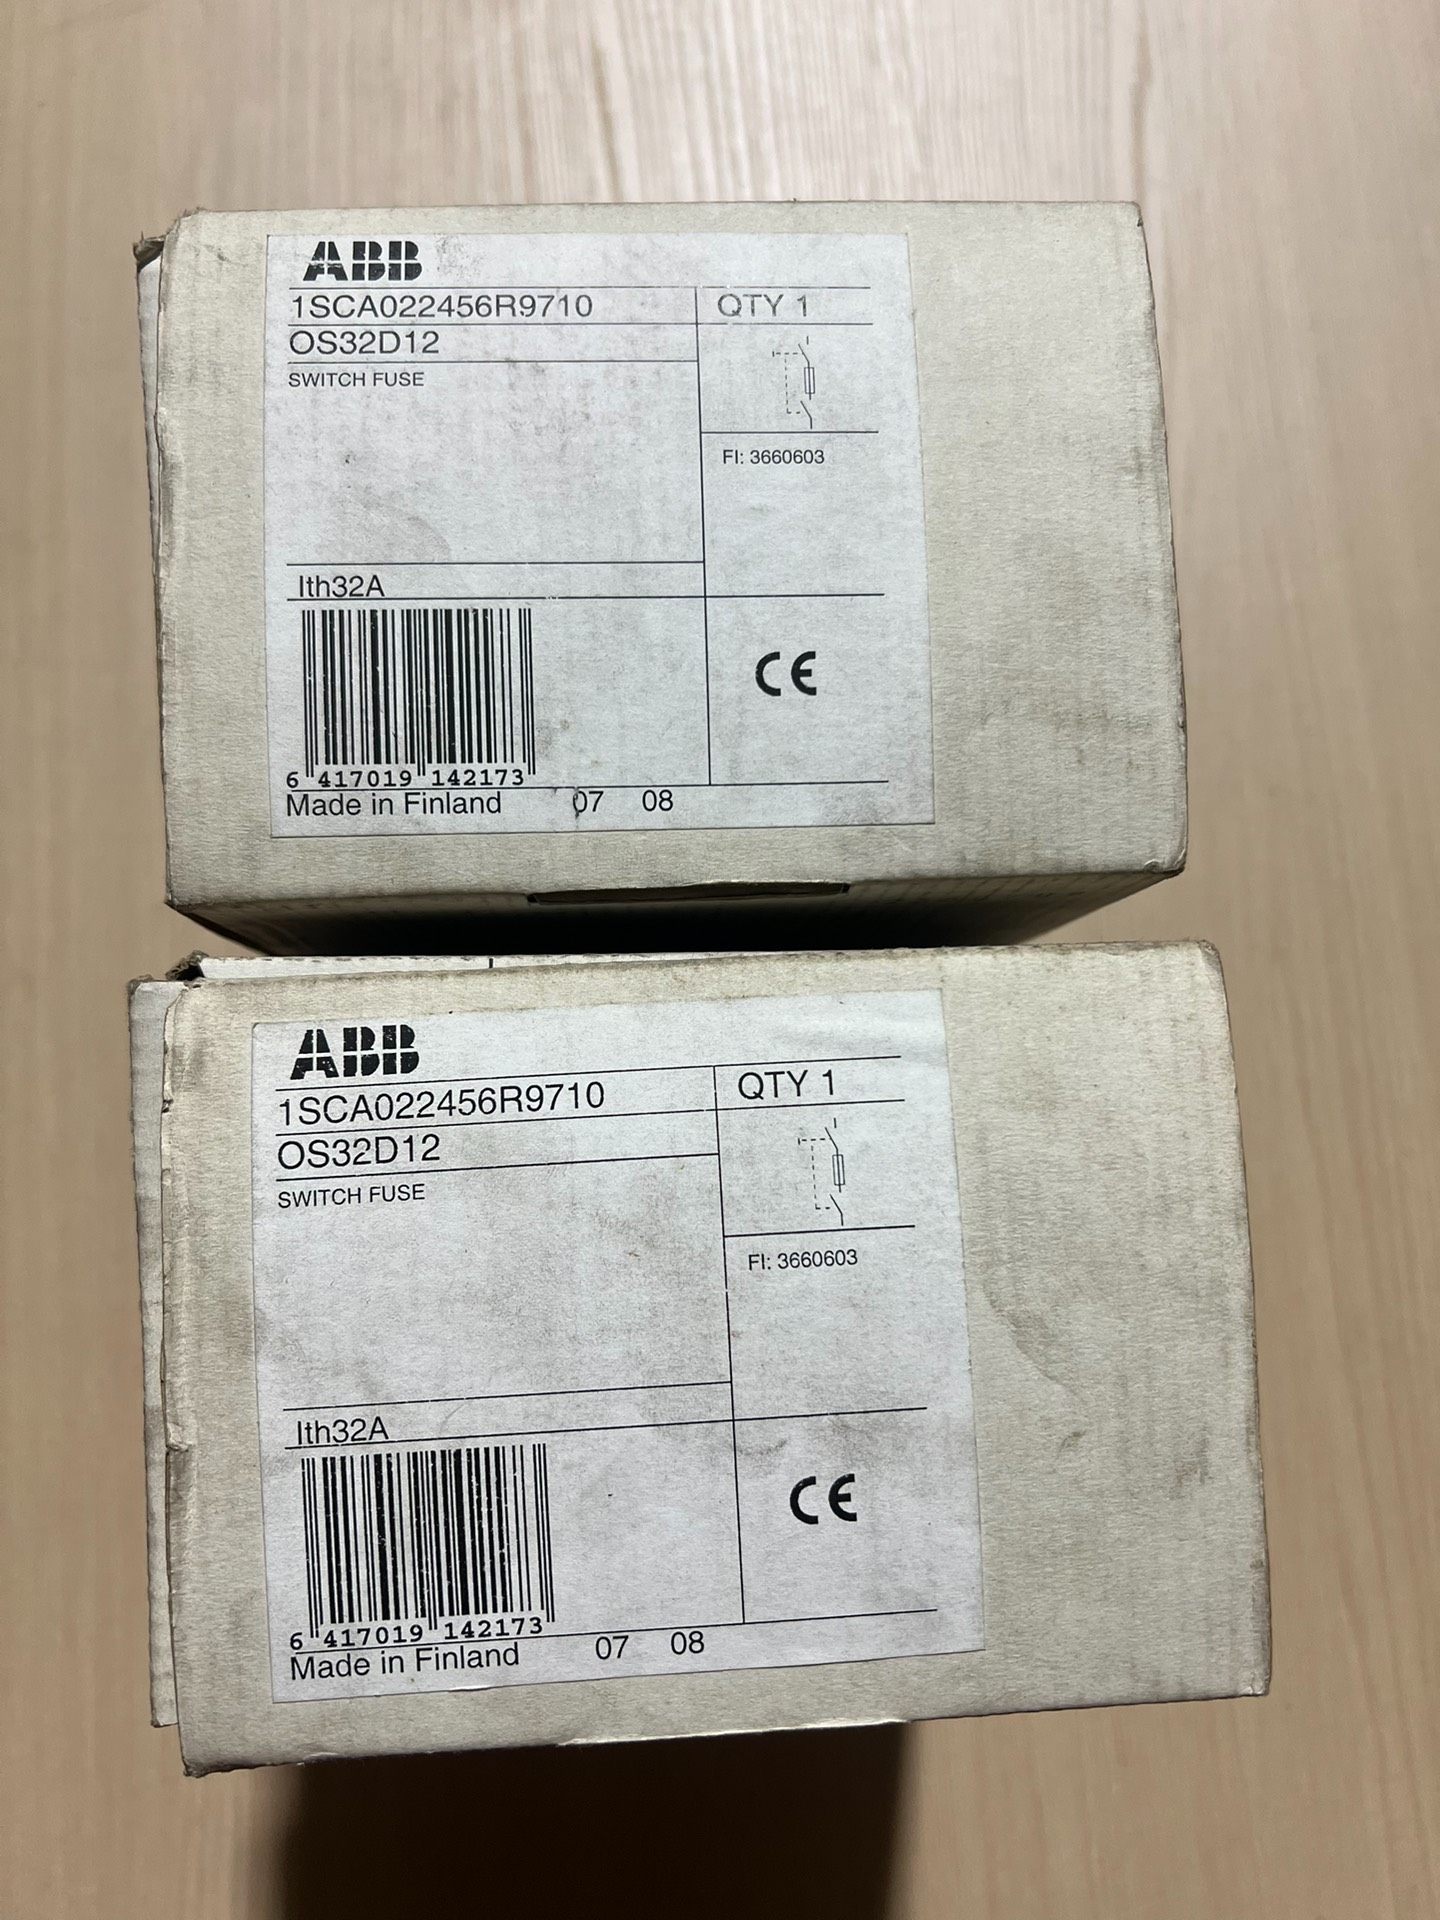 ABB
1SCA022456R9710 QTY 1
OS32D12
SWITCH FUSE
FI: 3660603
Ith32A
CE
6 417019 142173
Made in Finland 07 08
ABB
1SCA022456R9710 QTY 1
OS32D12
SWITCH FUSE
FI: 3660603
Ith32A
CE
6 417019 142173
Made in Finland 07 08